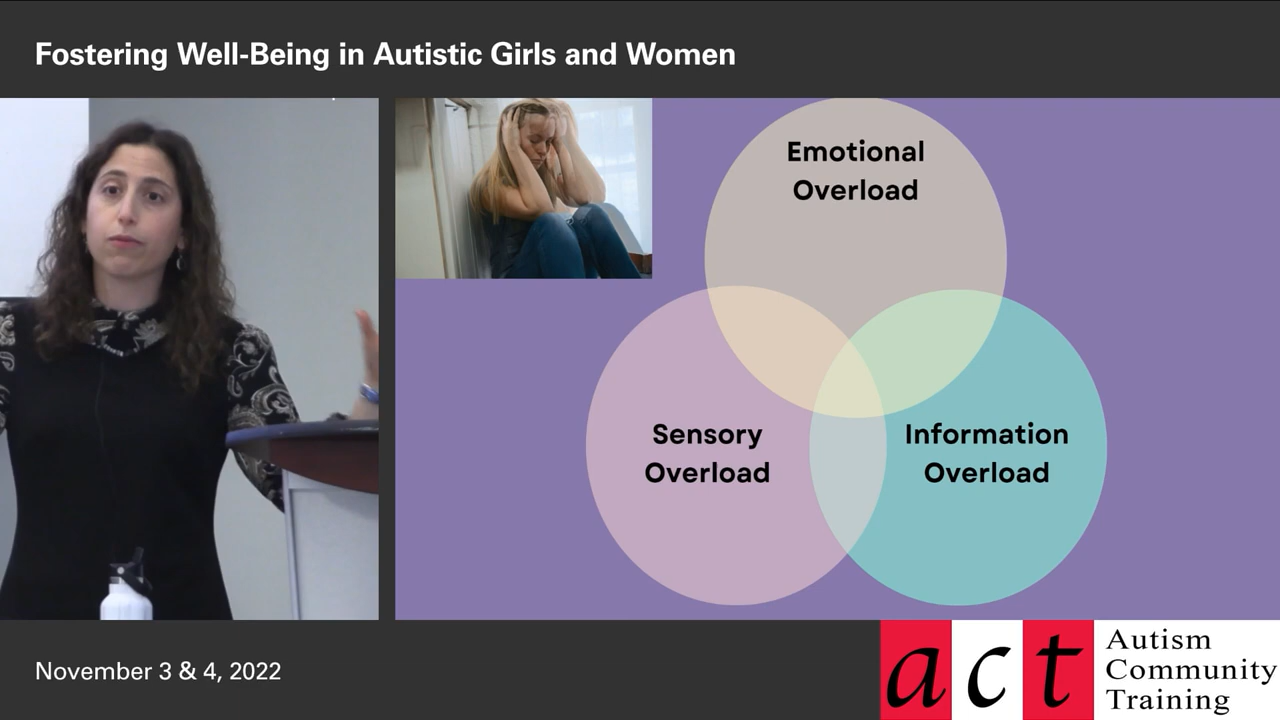 Fostering Well-Being in Autistic Girls and Women
Emotional
Overload
Sensory
Overload
Information
Overload
November 3 & 4, 2022
act
Autism
Community
Training